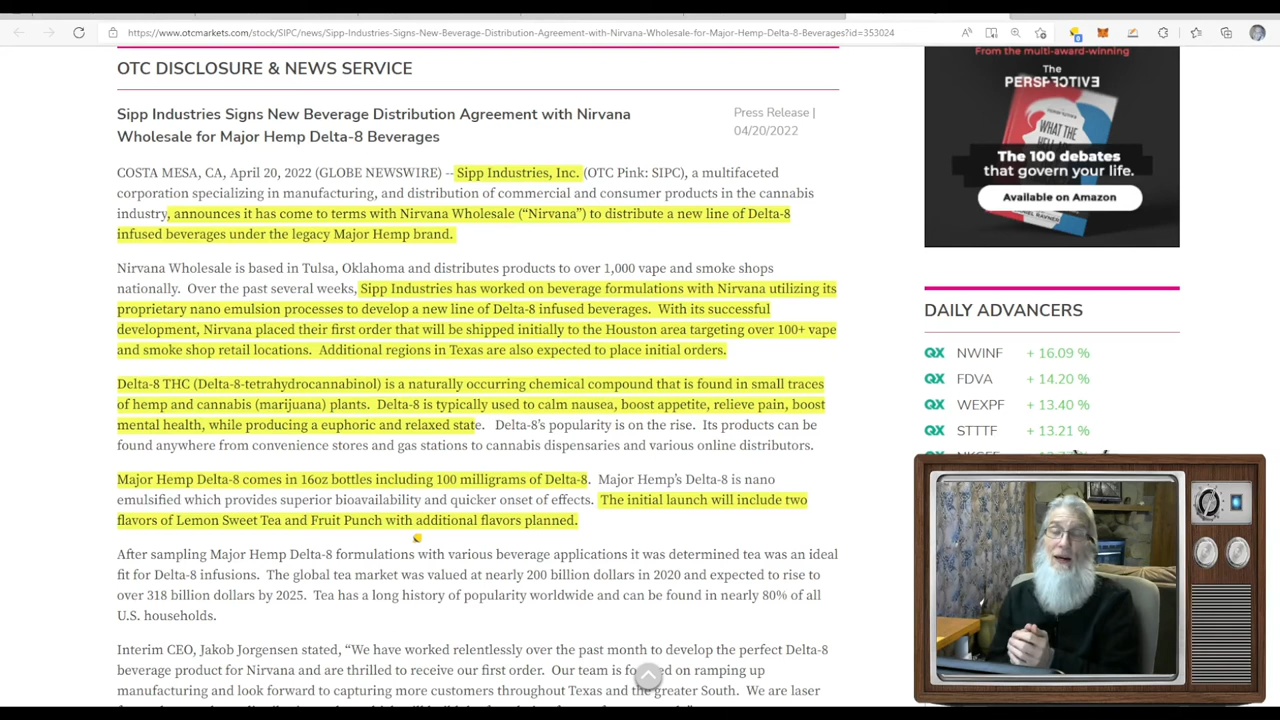 https://www.otcmarkets.com/stock/SIPC/news/Sipp-Industries-Signs-New-Beverage-Distribution-Agreement-with-Nirvana-Wholesale-for-Major-Hemp-Delta-8-Beverages?id=353024
OTC DISCLOSURE & NEWS SERVICE
Sipp Industries Signs New Beverage Distribution Agreement with Nirvana
Wholesale for Major Hemp Delta-8 Beverages
Press Release |
04/20/2022
COSTA MESA, CA, April 20, 2022 (GLOBE NEWSWIRE) -- Sipp Industries, Inc. (OTC Pink: SIPC), a multifaceted
corporation specializing in manufacturing, and distribution of commercial and consumer products in the cannabis
industry, announces it has come to terms with Nirvana Wholesale (“Nirvana”) to distribute a new line of Delta-8
infused beverages under the legacy Major Hemp brand.
Nirvana Wholesale is based in Tulsa, Oklahoma and distributes products to over 1,000 vape and smoke shops
nationally. Over the past several weeks, Sipp Industries has worked on beverage formulations with Nirvana utilizing its
proprietary nano emulsion processes to develop a new line of Delta-8 infused beverages. With its successful
development, Nirvana placed their first order that will be shipped initially to the Houston area targeting over 100+ vape
and smoke shop retail locations. Additional regions in Texas are also expected to place initial orders.
Delta-8 THC (Delta-8-tetrahydrocannabinol) is a naturally occurring chemical compound that is found in small traces
of hemp and cannabis (marijuana) plants. Delta-8 is typically used to calm nausea, boost appetite, relieve pain, boost
mental health, while producing a euphoric and relaxed state. Delta-8’s popularity is on the rise. Its products can be
found anywhere from convenience stores and gas stations to cannabis dispensaries and various online distributors.
Major Hemp Delta-8 comes in 16oz bottles including 100 milligrams of Delta-8. Major Hemp’s Delta-8 is nano
emulsified which provides superior bioavailability and quicker onset of effects. The initial launch will include two
flavors of Lemon Sweet Tea and Fruit Punch with additional flavors planned.
After sampling Major Hemp Delta-8 formulations with various beverage applications it was determined tea was an ideal
fit for Delta-8 infusions. The global tea market was valued at nearly 200 billion dollars in 2020 and expected to rise to
over 318 billion dollars by 2025. Tea has a long history of popularity worldwide and can be found in nearly 80% of all
U.S. households.
Interim CEO, Jakob Jorgensen stated, “We have worked relentlessly over the past month to develop the perfect Delta-8
beverage product for Nirvana and are thrilled to receive our first order. Our team is on ramping up
manufacturing and look forward to capturing more customers throughout Texas and the greater South. We are laser
From the multi-award-winning
The
PERSPECTIVE
WHAT THE
The 100 debates
that govern your life.
Available on Amazon
DAILY ADVANCERS
QX NWINF + 16.09 %
QX FDVA + 14.20 %
QX WEXPF + 13.40 %
QX STTTF + 13.21 %